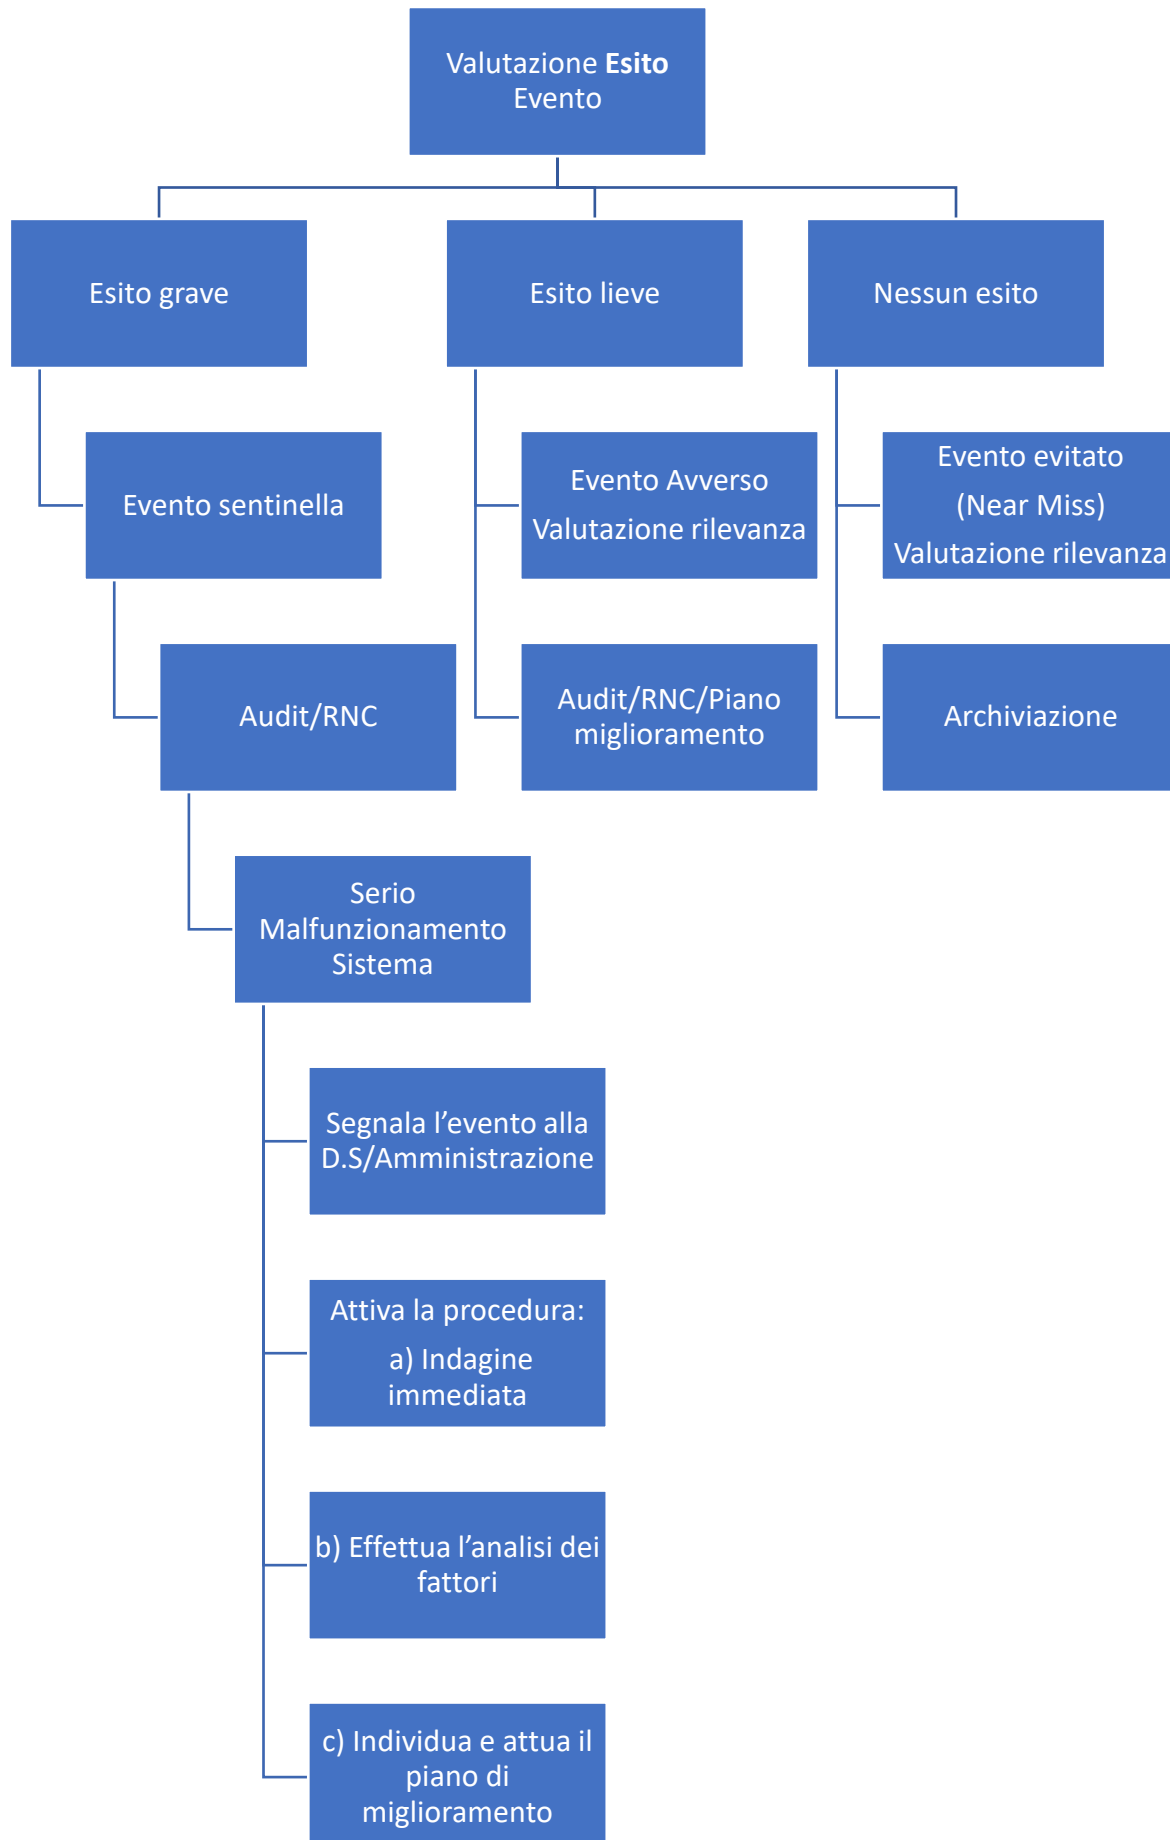 Valutazione Esito
Evento
Esito grave
Esito lieve
Nessun esito
Evento sentinella
Evento Avverso
Valutazione rilevanza
Evento evitato
(Near Miss)
Valutazione rilevanza
Audit/RNC
Audit/RNC/Piano
miglioramento
Archiviazione
Serio
Malfunzionamento
Sistema
Segnala l’evento alla
D.S/Amministrazione
Attiva la procedura:
a) Indagine
immediata
b) Effettua l’analisi dei
fattori
c) Individua e attua il
piano di
miglioramento